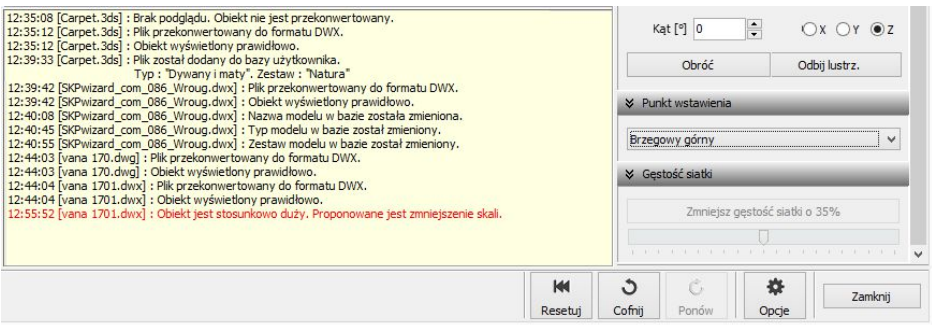 12:35:08 [Carpet.3ds] : Brak podglądu. Obiekt nie jest przekonwertowany.
12:35:12 [Carpet.3ds] : Plik przekonwertowany do formatu DWX.
12:35:12 [Carpet.3ds] : Obiekt wyświetlony prawidłowo.
12:39:33 [Carpet.3ds] : Plik został dodany do bazy użytkownika.
Typ : "Dywany i maty". Zestaw : "Natura"
12:39:42 [SKPwizard_com_086_Wroug.dwx] : Plik przekonwertowany do formatu DWX.
12:39:42 [SKPwizard_com_086_Wroug.dwx] : Obiekt wyświetlony prawidłowo.
12:40:08 [SKPwizard_com_086_Wroug.dwx] : Nazwa modelu w bazie została zmieniona.
12:40:45 [SKPwizard_com_086_Wroug.dwx] : Typ modelu w bazie został zmieniony.
12:40:55 [SKPwizard_com_086_Wroug.dwx] : Zestaw modelu w bazie został zmieniony.
12:44:03 [vana 170.dwg] : Plik przekonwertowany do formatu DWX.
12:44:03 [vana 170.dwg] : Obiekt wyświetlony prawidłowo.
12:44:04 [vana 1701.dwx] : Plik przekonwertowany do formatu DWX.
12:44:04 [vana 1701.dwx] : Obiekt wyświetlony prawidłowo.
12:55:52 [vana 1701.dwx] : Obiekt jest stosunkowo duży. Proponowane jest zmniejszenie skali.
Kąt [º] 0 X Y Z
Obróć Odbij lustrz.
Punkt wstawienia
Brzegowy górny
Gęstość siatki
Zmniejsz gęstość siatki o 35%
Resetuj Cofnij Ponów Opcje Zamknij